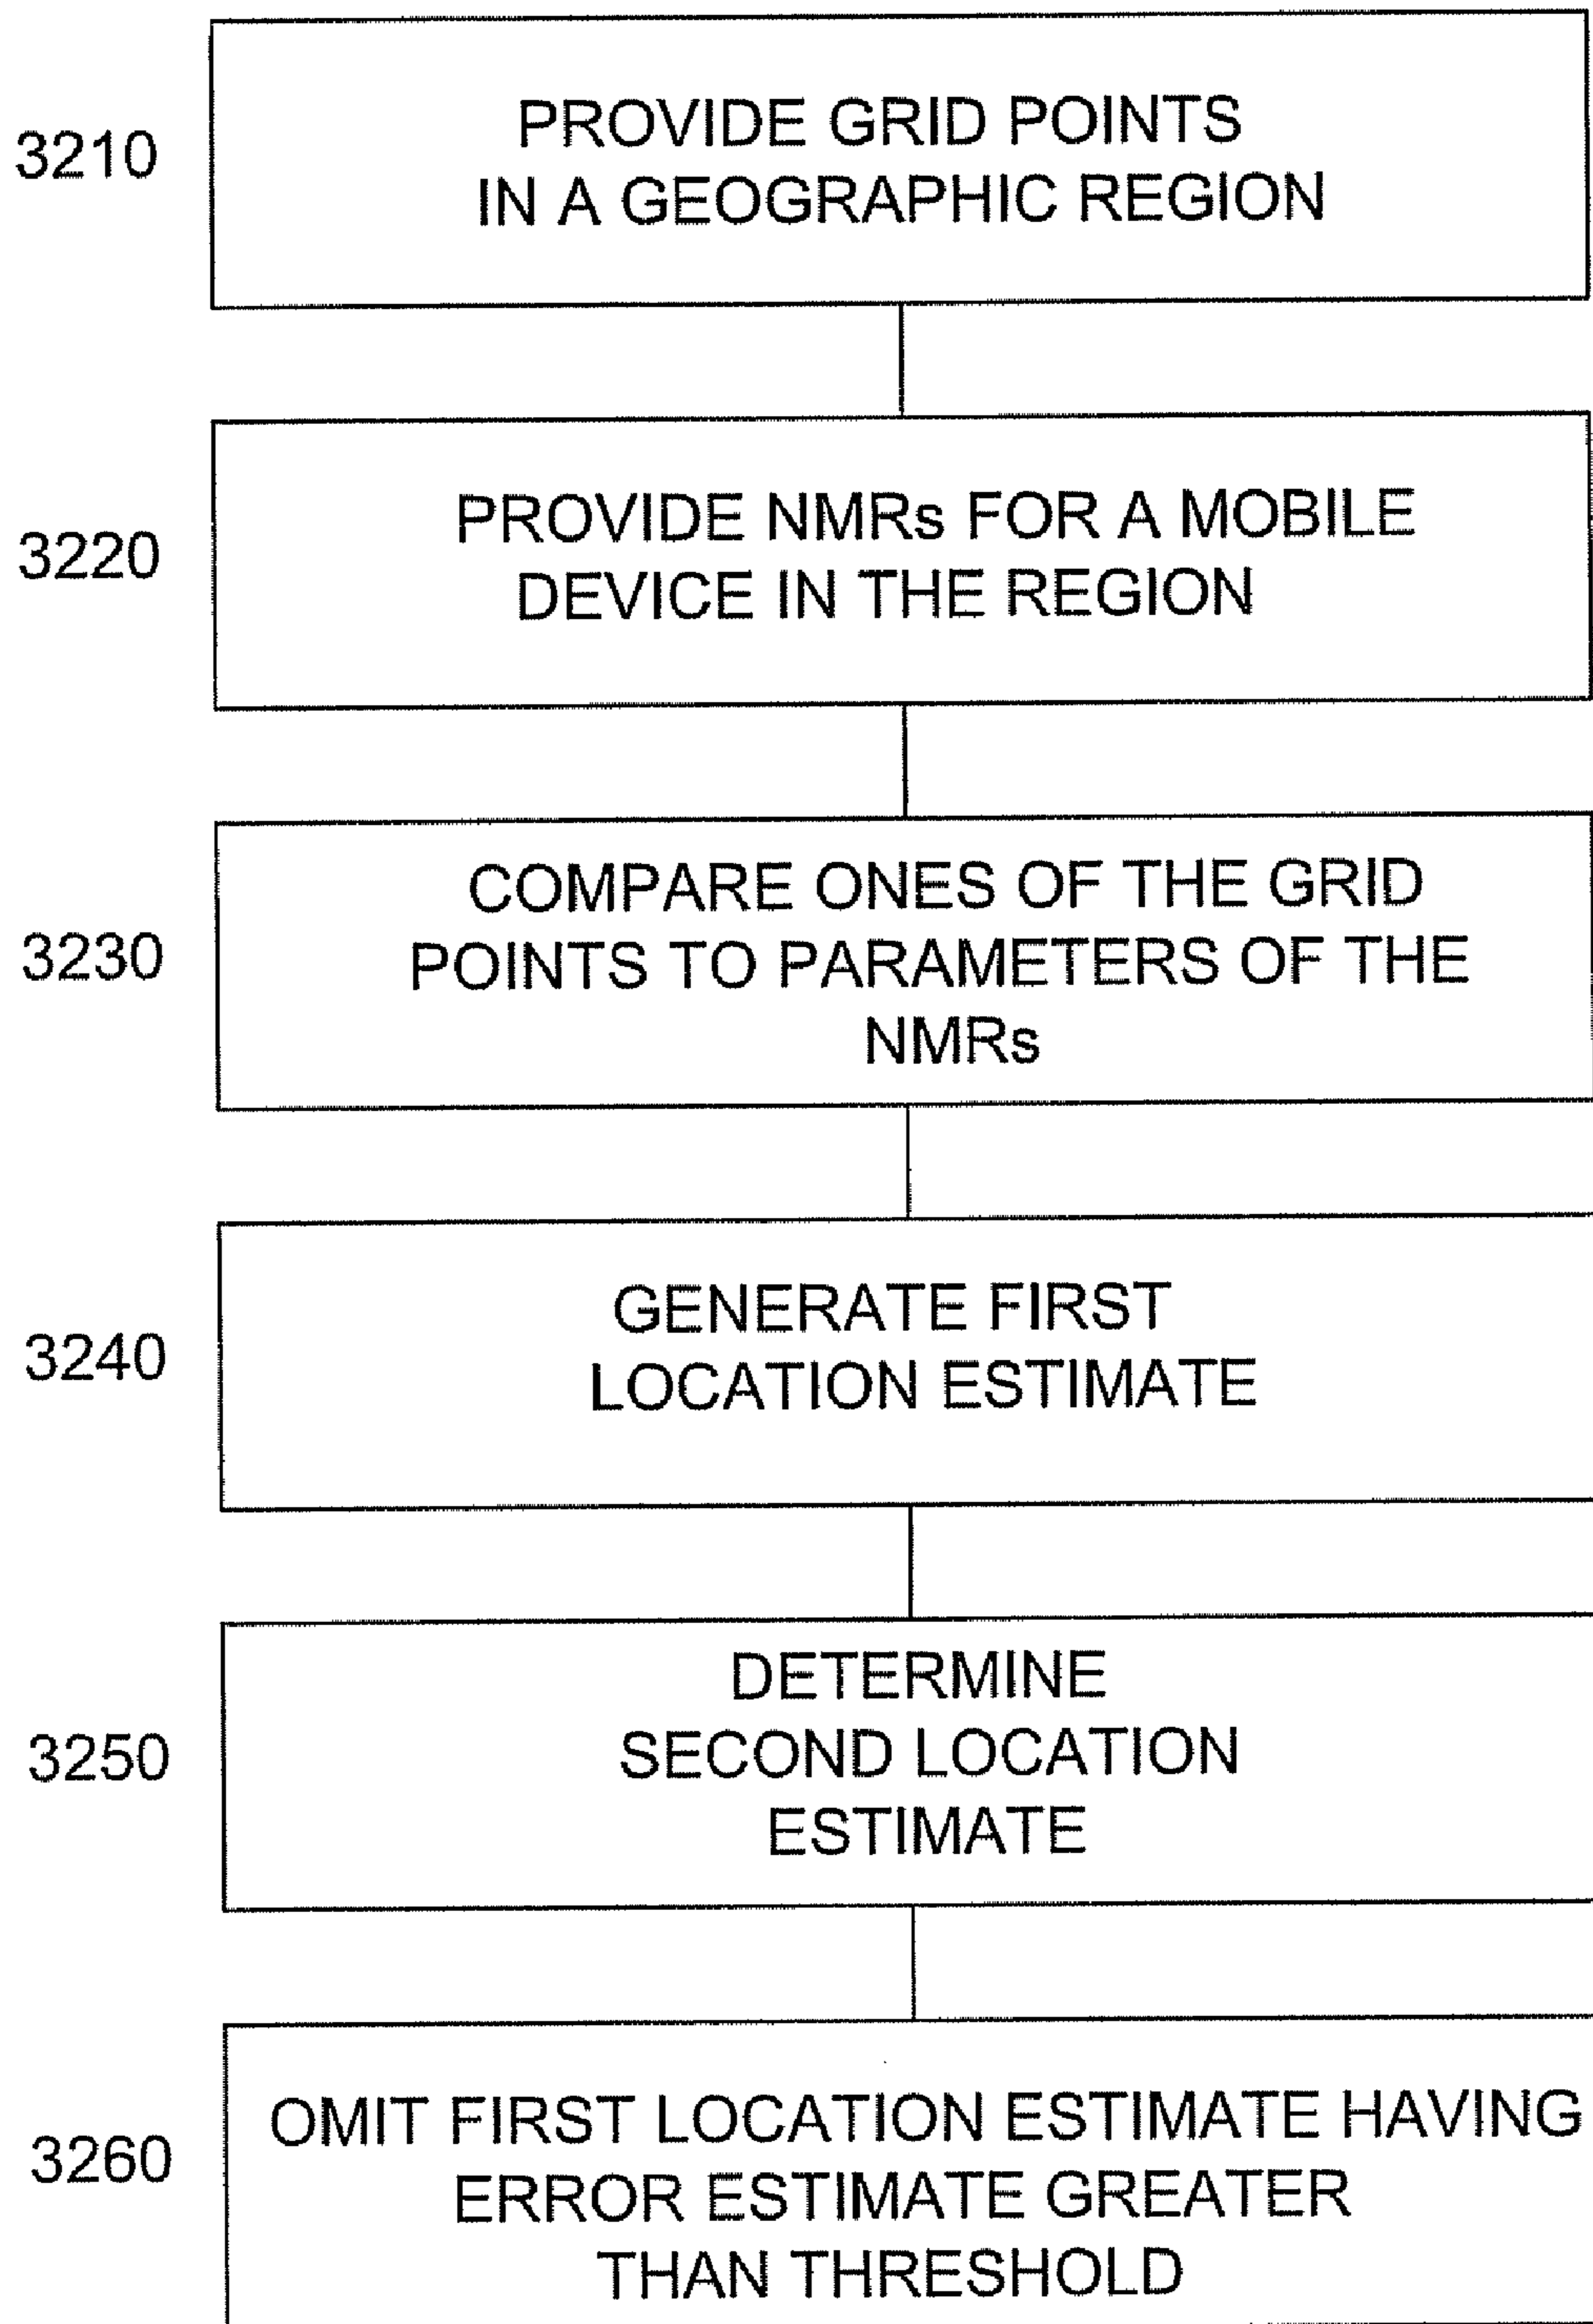 3210
PROVIDE GRID POINTS
IN A GEOGRAPHIC REGION
3220
PROVIDE NMRs FOR A MOBILE
DEVICE IN THE REGION
3230
COMPARE ONES OF THE GRID
POINTS TO PARAMETERS OF THE
NMRs
3240
GENERATE FIRST
LOCATION ESTIMATE
3250
DETERMINE
SECOND LOCATION
ESTIMATE
3260
OMIT FIRST LOCATION ESTIMATE HAVING
ERROR ESTIMATE GREATER
THAN THRESHOLD